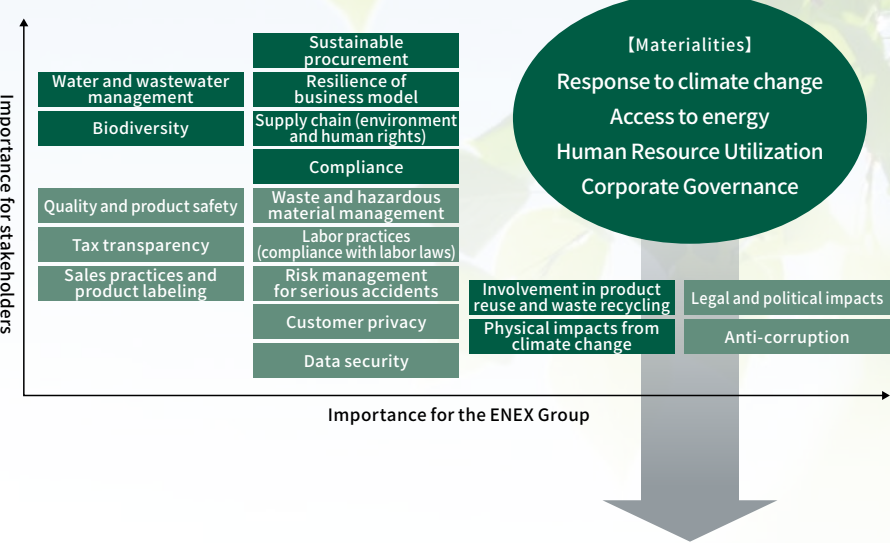 Importance for stakeholders
Water and wastewater
management
Biodiversity
Quality and product safety
Tax transparency
Sales practices and
product labeling
Sustainable
procurement
Resilience of
business model
Supply chain (environment
and human rights)
Compliance
Waste and hazardous
material management
Labor practices
(compliance with labor laws)
Risk management
for serious accidents
Customer privacy
Data security
【Materialities】
Response to climate change
Access to energy
Human Resource Utilization
Corporate Governance
Involvement in product
reuse and waste recycling
Physical impacts from
climate change
Legal and political impacts
Anti-corruption
Importance for the ENEX Group